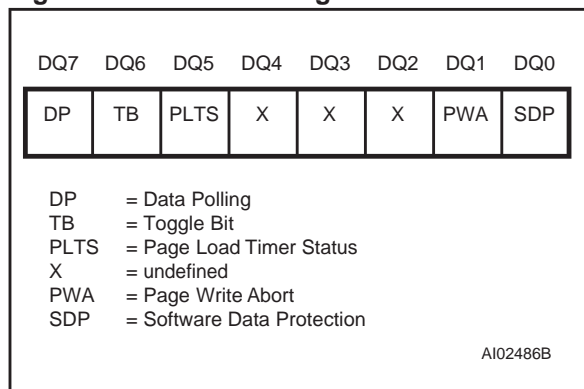 DQ7 DQ6 DQ5 DQ4 DQ3 DQ2 DQ1 DQ0
DP TB PLTS X X X PWA SDP
DP = Data Polling
TB = Toggle Bit
PLTS = Page Load Timer Status
X = undefined
PWA = Page Write Abort
SDP = Software Data Protection
AI02486B